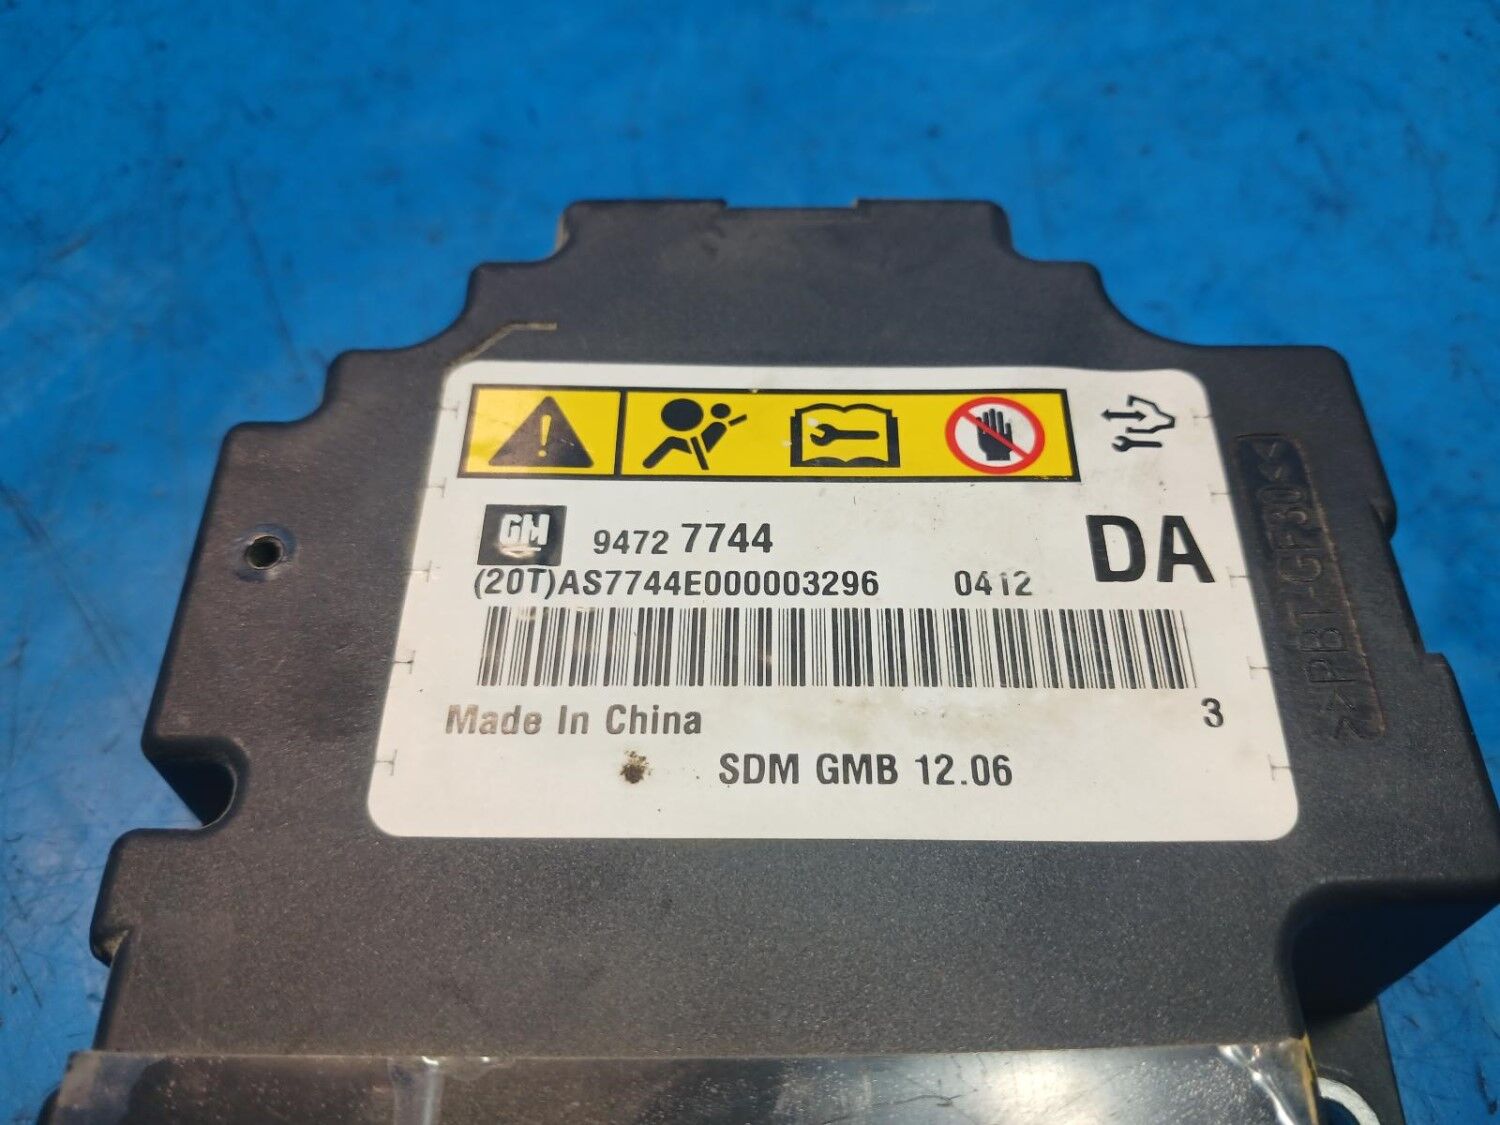 GM 9472 7744 DA
(20T)AS7744E000003296 0412
Made In China 3
SDM GMB 12.06
>>PBT-GF30<<